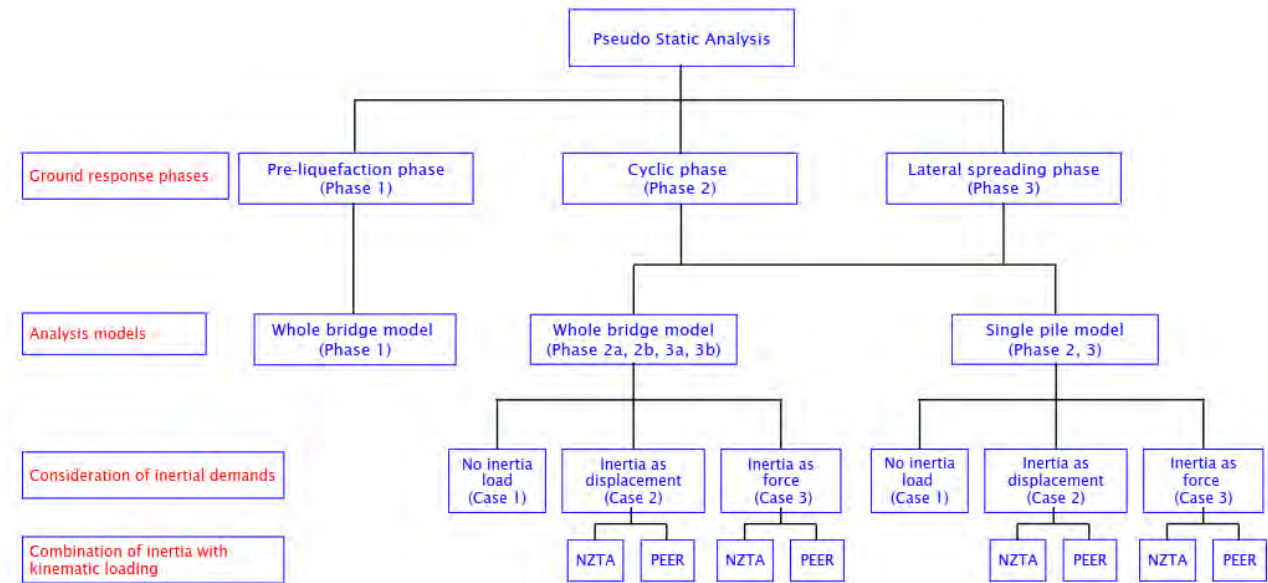 Pseudo Static Analysis
Ground response phases
Pre-liquefaction phase
(Phase 1)
Cyclic phase
(Phase 2)
Lateral spreading phase
(Phase 3)
Analysis models
Whole bridge model
(Phase 1)
Whole bridge model
(Phase 2a, 2b, 3a, 3b)
Single pile model
(Phase 2, 3)
Consideration of inertial demands
No inertia
load
(Case 1)
Inertia as
displacement
(Case 2)
Inertia as
force
(Case 3)
No inertia
load
(Case 1)
Inertia as
displacement
(Case 2)
Inertia as
force
(Case 3)
Combination of inertia with
kinematic loading
NZTA
PEER
NZTA
PEER
NZTA
PEER
NZTA
PEER